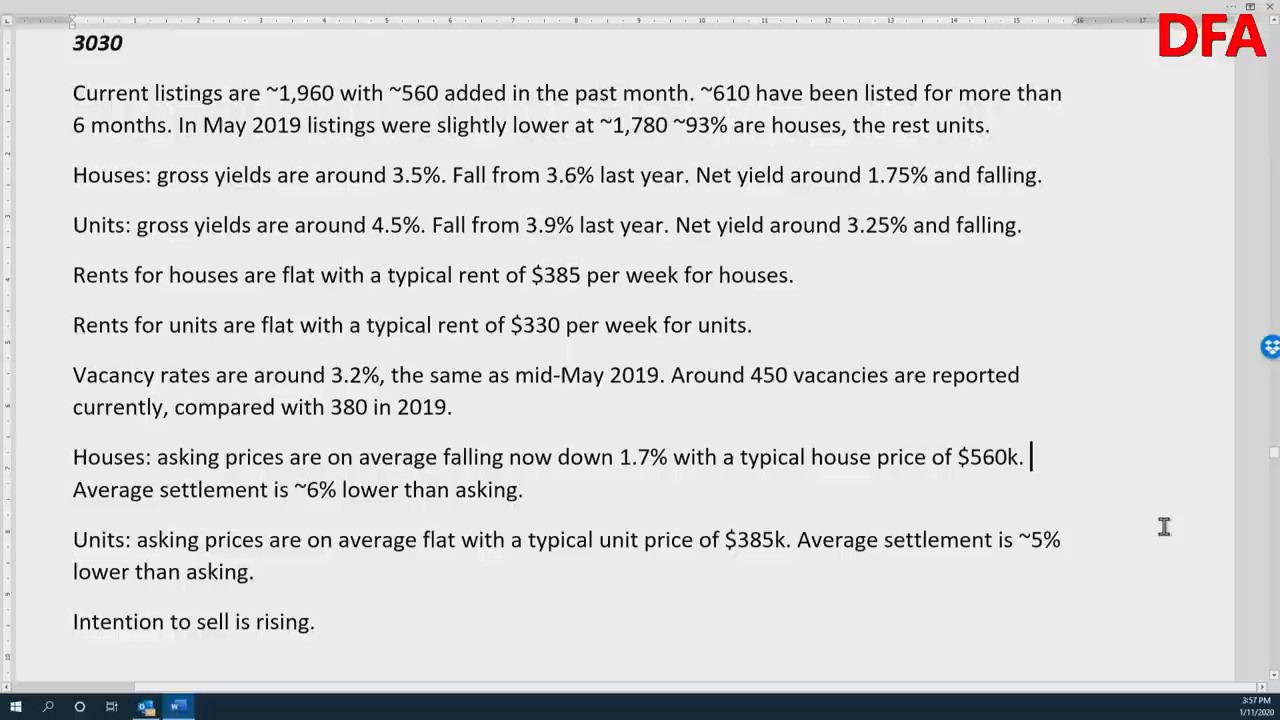 DFA
3030
Current listings are ~1,960 with ~560 added in the past month. ~610 have been listed for more than
6 months. In May 2019 listings were slightly lower at ~1,780 ~93% are houses, the rest units.
Houses: gross yields are around 3.5%. Fall from 3.6% last year. Net yield around 1.75% and falling.
Units: gross yields are around 4.5%. Fall from 3.9% last year. Net yield around 3.25% and falling.
Rents for houses are flat with a typical rent of $385 per week for houses.
Rents for units are flat with a typical rent of $330 per week for units.
Vacancy rates are around 3.2%, the same as mid-May 2019. Around 450 vacancies are reported
currently, compared with 380 in 2019.
Houses: asking prices are on average falling now down 1.7% with a typical house price of $560k.
Average settlement is ~6% lower than asking.
Units: asking prices are on average flat with a typical unit price of $385k. Average settlement is ~5%
lower than asking.
Intention to sell is rising.
3:57 PM
1/11/2020